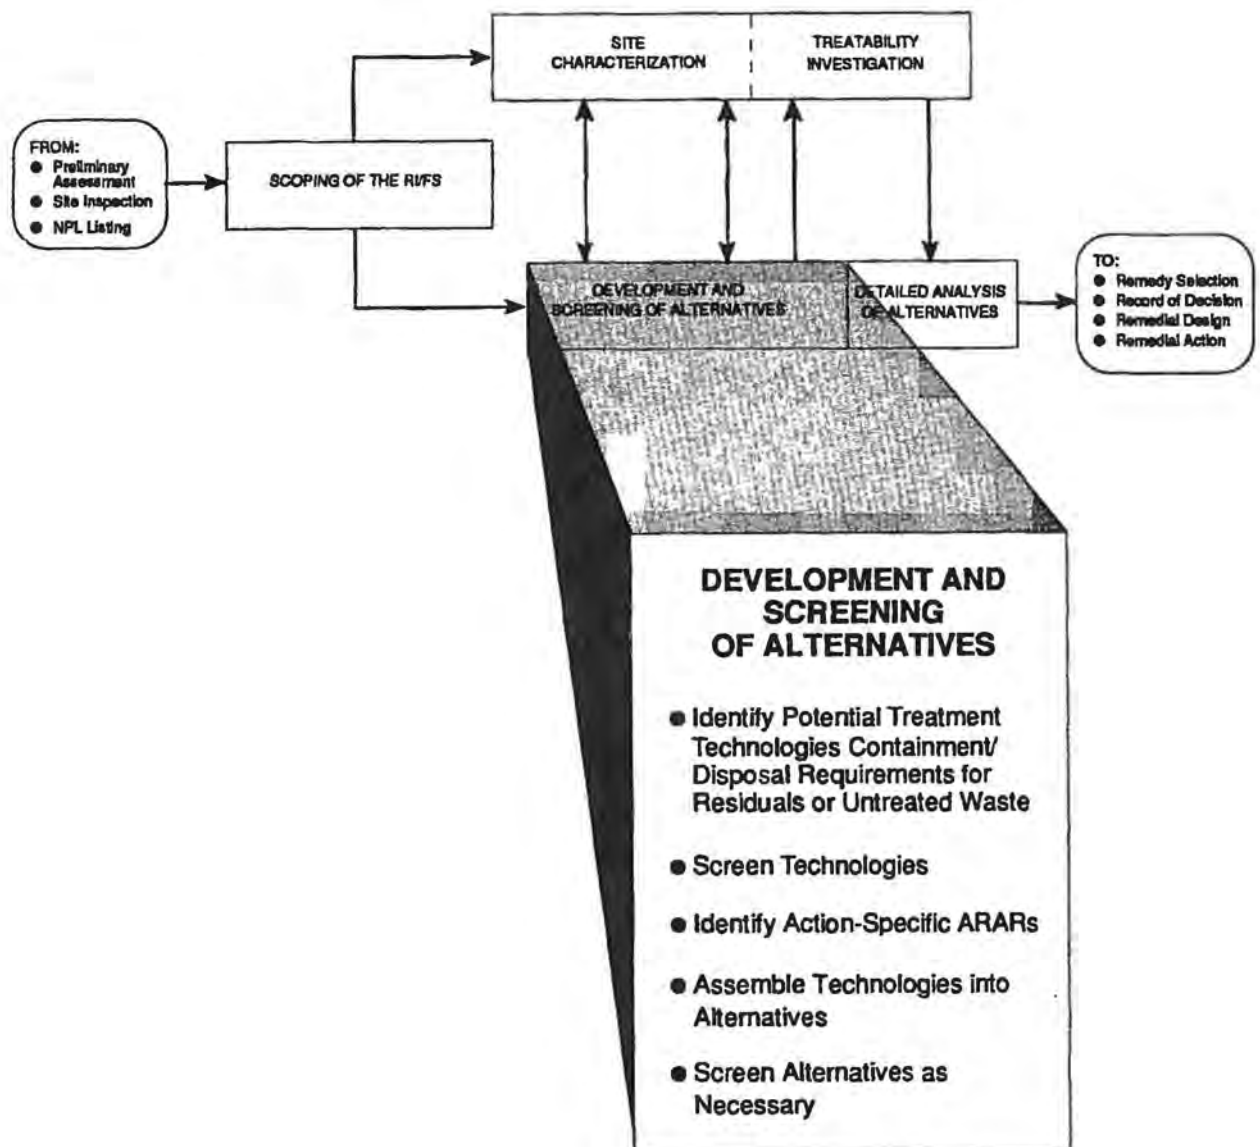 SITE
CHARACTERIZATION
TREATABILITY
INVESTIGATION
FROM:
● Preliminary
Assessment
● Site Inspection
● NPL Listing
SCOPING OF THE RI/FS
DEVELOPMENT AND
SCREENING OF ALTERNATIVES
DETAILED ANALYSIS
OF ALTERNATIVES
TO:
● Remedy Selection
● Record of Decision
● Remedial Design
● Remedial Action
DEVELOPMENT AND
SCREENING
OF ALTERNATIVES
● Identify Potential Treatment
Technologies Containment/
Disposal Requirements for
Residuals or Untreated Waste
● Screen Technologies
● Identify Action-Specific ARARs
● Assemble Technologies into
Alternatives
● Screen Alternatives as
Necessary